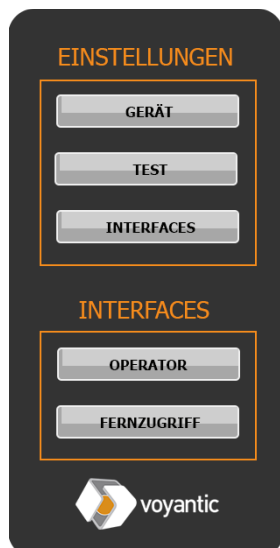 EINSTELLUNGEN
GERÄT
TEST
INTERFACES
INTERFACES
OPERATOR
FERNZUGRIFF
voyantic